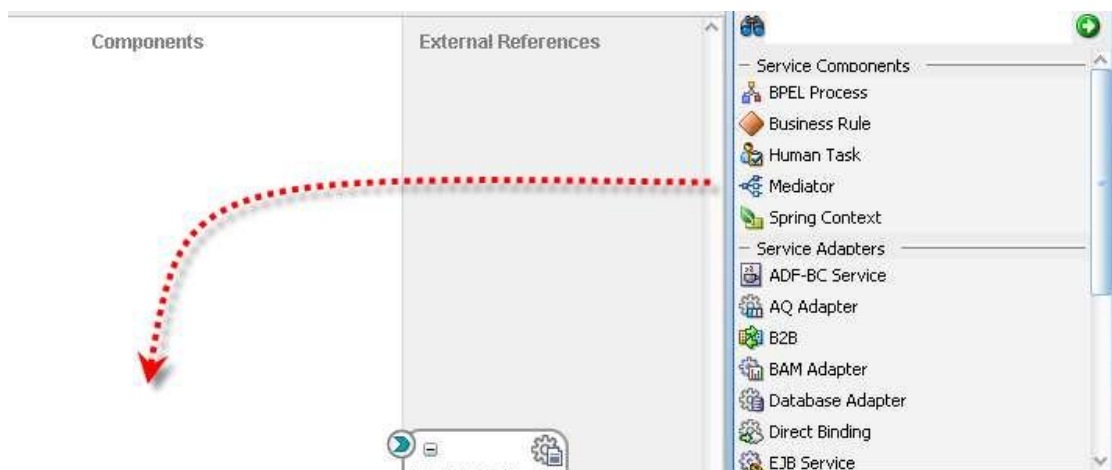 Components
External References
Service Components
BPEL Process
Business Rule
Human Task
Mediator
Spring Context
Service Adapters
ADF-BC Service
AQ Adapter
B2B
BAM Adapter
Database Adapter
Direct Binding
EJB Service